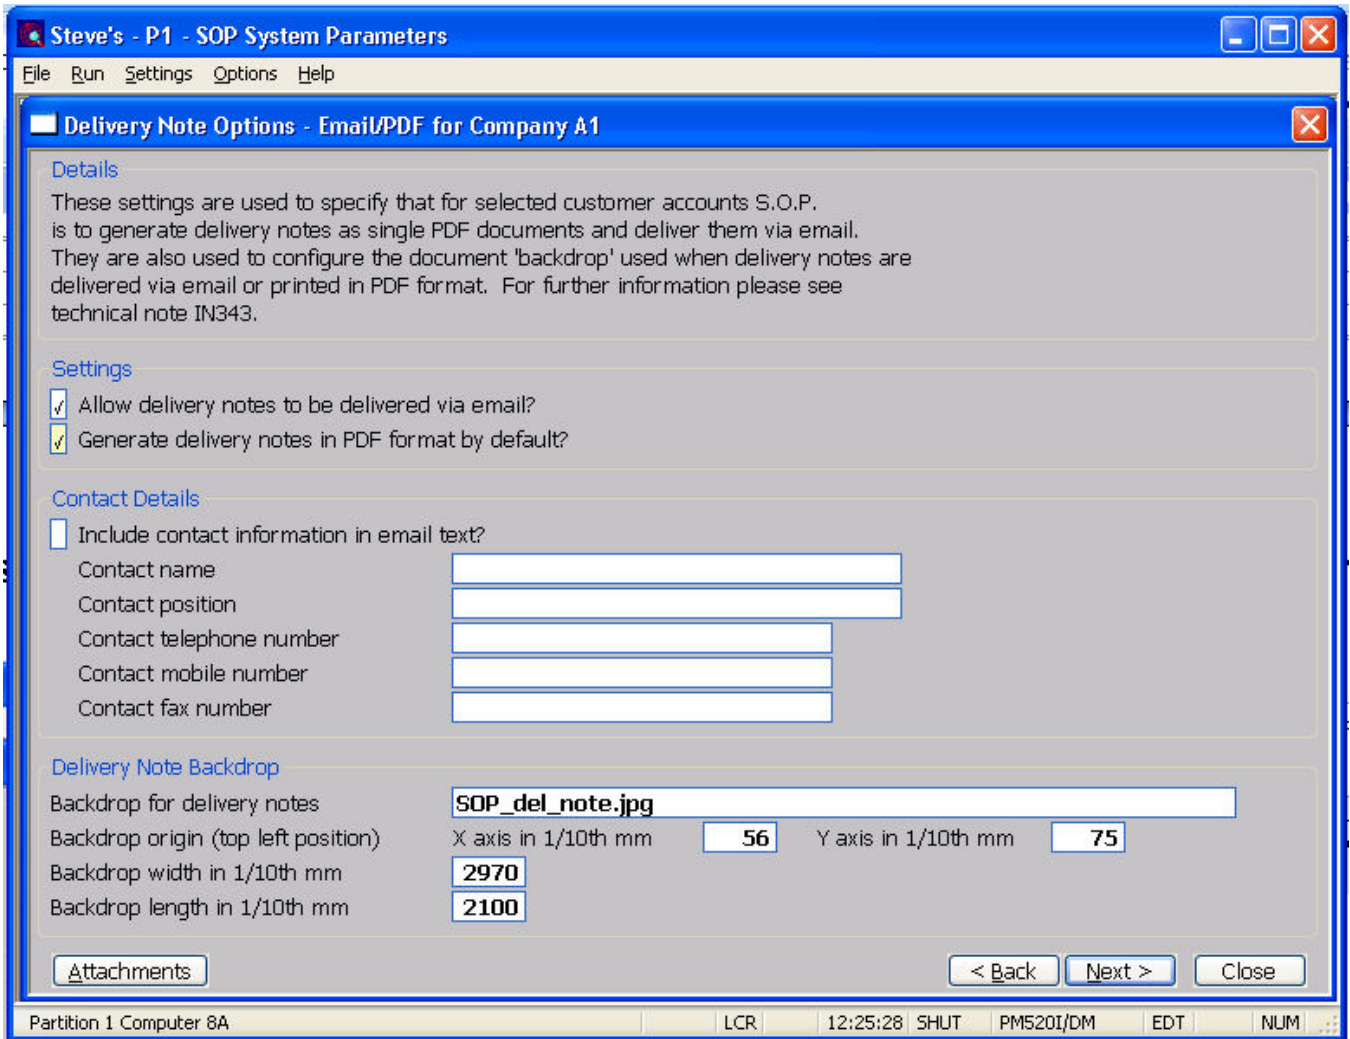 Steve's - P1 - SOP System Parameters
File Run Settings Options Help
Delivery Note Options - Email/PDF for Company A1
Details
These settings are used to specify that for selected customer accounts S.O.P.
is to generate delivery notes as single PDF documents and deliver them via email.
They are also used to configure the document 'backdrop' used when delivery notes are
delivered via email or printed in PDF format. For further information please see
technical note IN343.
Settings
Allow delivery notes to be delivered via email?
Generate delivery notes in PDF format by default?
Contact Details
Include contact information in email text?
Contact name
Contact position
Contact telephone number
Contact mobile number
Contact fax number
Delivery Note Backdrop
Backdrop for delivery notes SOP_del_note.jpg
Backdrop origin (top left position) X axis in 1/10th mm 56 Y axis in 1/10th mm 75
Backdrop width in 1/10th mm 2970
Backdrop length in 1/10th mm 2100
Attachments < Back Next > Close
Partition 1 Computer 8A LCR 12:25:28 SHUT PM520I/DM EDT NUM